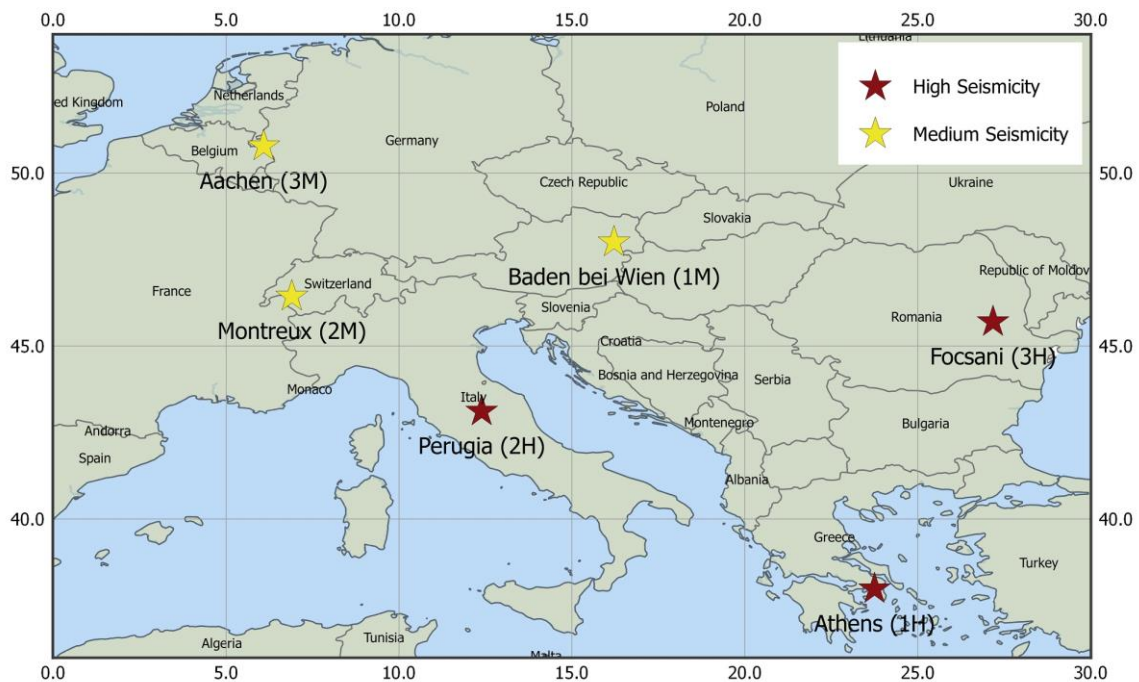 0.0 5.0 10.0 15.0 20.0 25.0 30.0
Lithuania
High Seismicity
Medium Seismicity
Netherlands
ed Kingdom
Poland
Germany
Belgium
50.0 50.0
Aachen (3M)
Czech Republic
Ukraine
Slovakia
Baden bei Wien (1M)
Republic of Moldov
Switzerland
France
Slovenia
Romania
Montreux (2M)
Croatia
45.0 45.0
Focsani (3H)
Bosnia and Herzegovina
Serbia
Monaco
Italy
Montenegro
Bulgaria
Andorra
Perugia (2H)
Spain
Albania
40.0 40.0
Greece
Turkey
Athens (1H)
Tunisia
Algeria
Malta
0.0 5.0 10.0 15.0 20.0 25.0 30.0